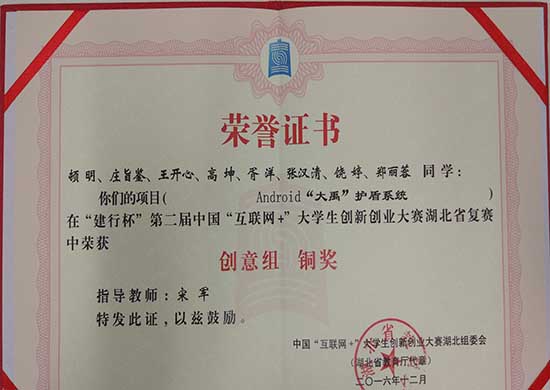 荣誉证书
顿明、庄旨鉴、王开心、高坤、胥洋、张汉清、饶婷、郑丽蓉 同学：
你们的项目( Android“大禹”护盾系统 )
在“建行杯”第二届中国“互联网+”大学生创新创业大赛湖北省复赛
中荣获
创意组 铜奖
指导教师：宋军
特发此证，以兹鼓励。
中国“互联网+”大学生创新创业大赛湖北组委会
(湖北省教育厅代章)
二〇一六年十二月